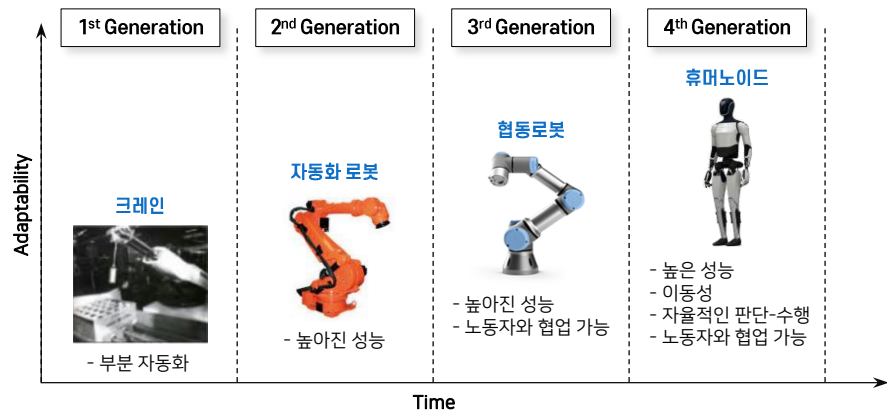 1st Generation
2nd Generation
3rd Generation
4th Generation
Adaptability
크레인
- 부분 자동화
자동화 로봇
- 높아진 성능
협동로봇
- 높아진 성능
- 노동자와 협업 가능
휴머노이드
- 높은 성능
- 이동성
- 자율적인 판단-수행
- 노동자와 협업 가능
Time